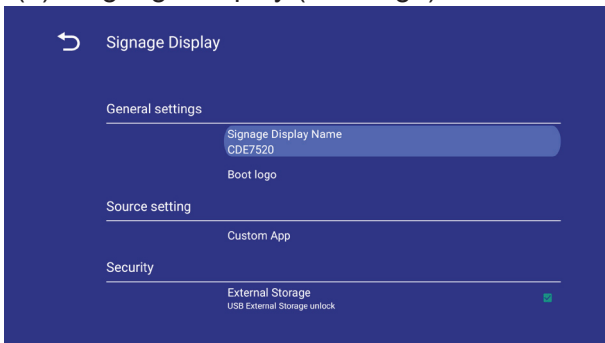 Signage Display
General settings
Signage Display Name
CDE7520
Boot logo
Source setting
Custom App
Security
External Storage
USB External Storage unlock